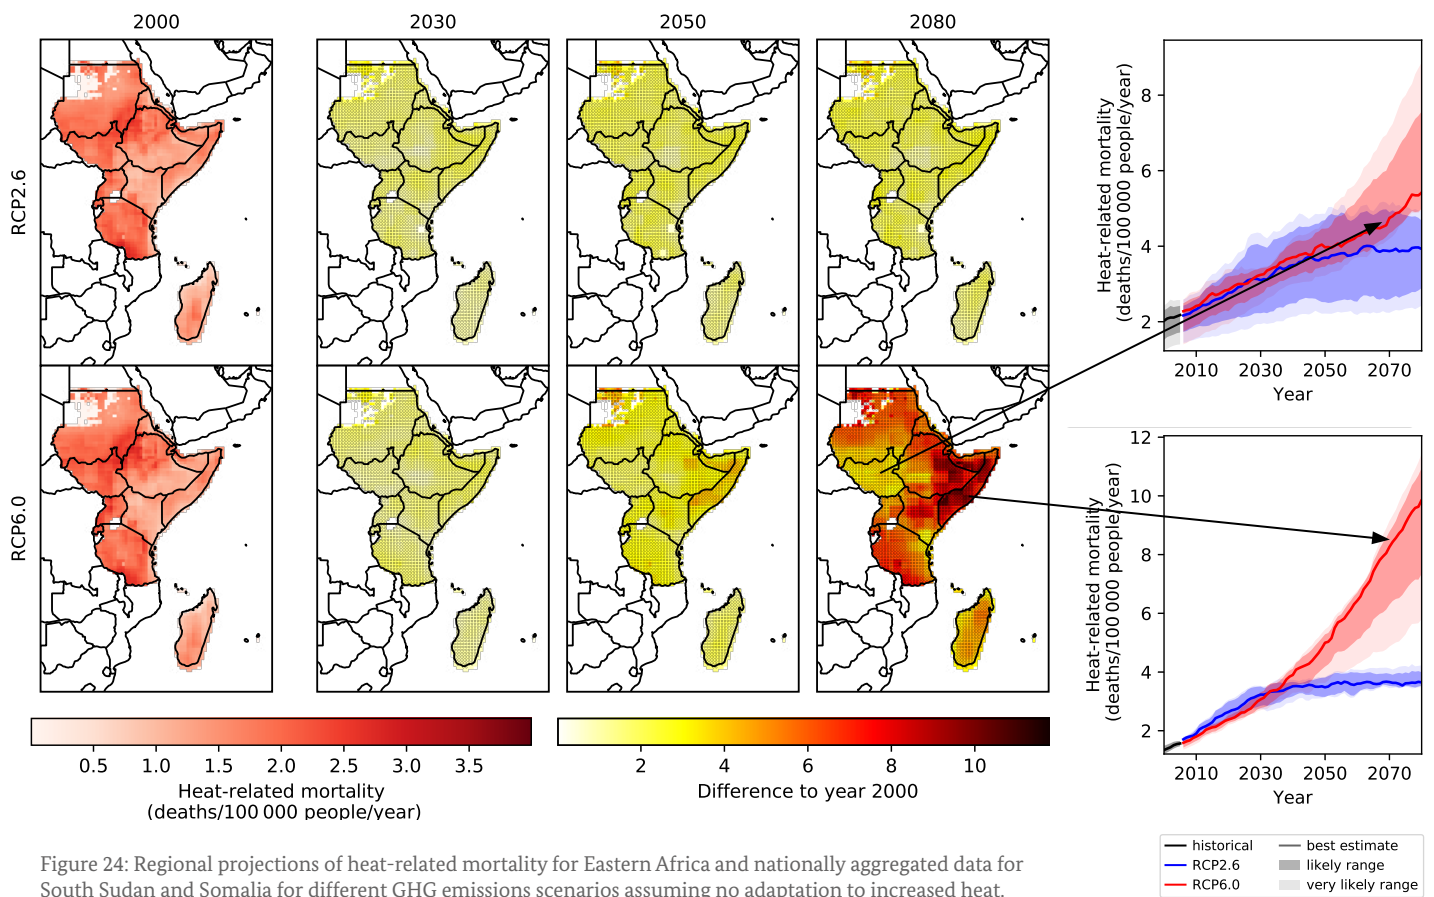 2000
2030
2050
2080
RCP2.6
RCP6.0
Heat-related mortality
(deaths/100 000 people/year)
8
6
4
2
2010
2030
2050
2070
Year
Heat-related mortality
(deaths/100 000 people/year)
12
10
8
6
4
2
2010
2030
2050
2070
Year
0.5
1.0
1.5
2.0
2.5
3.0
3.5
Heat-related mortality
(deaths/100 000 people/year)
2
4
6
8
10
Difference to year 2000
historical
RCP2.6
RCP6.0
best estimate
likely range
very likely range
Figure 24: Regional projections of heat-related mortality for Eastern Africa and nationally aggregated data for
South Sudan and Somalia for different GHG emissions scenarios assuming no adaptation to increased heat.